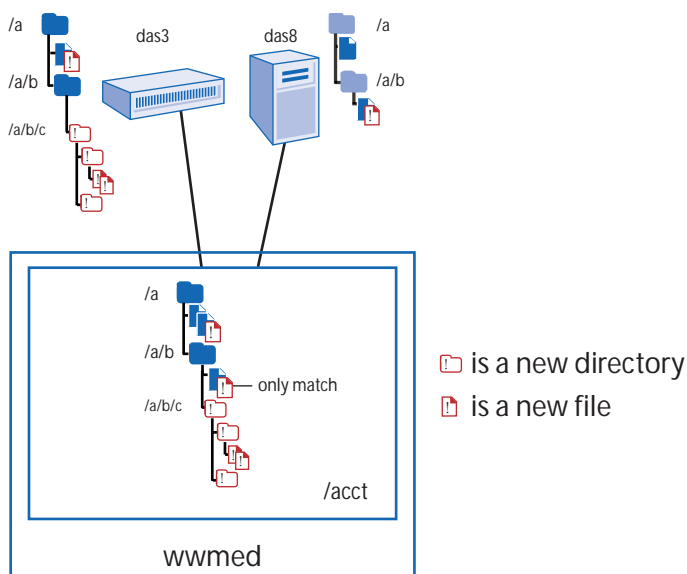 /a
das3
das8
/a
/a/b
/a/b
/a/b/c
/a
/a/b
only match
/a/b/c
/acct
wwmed
is a new directory
is a new file